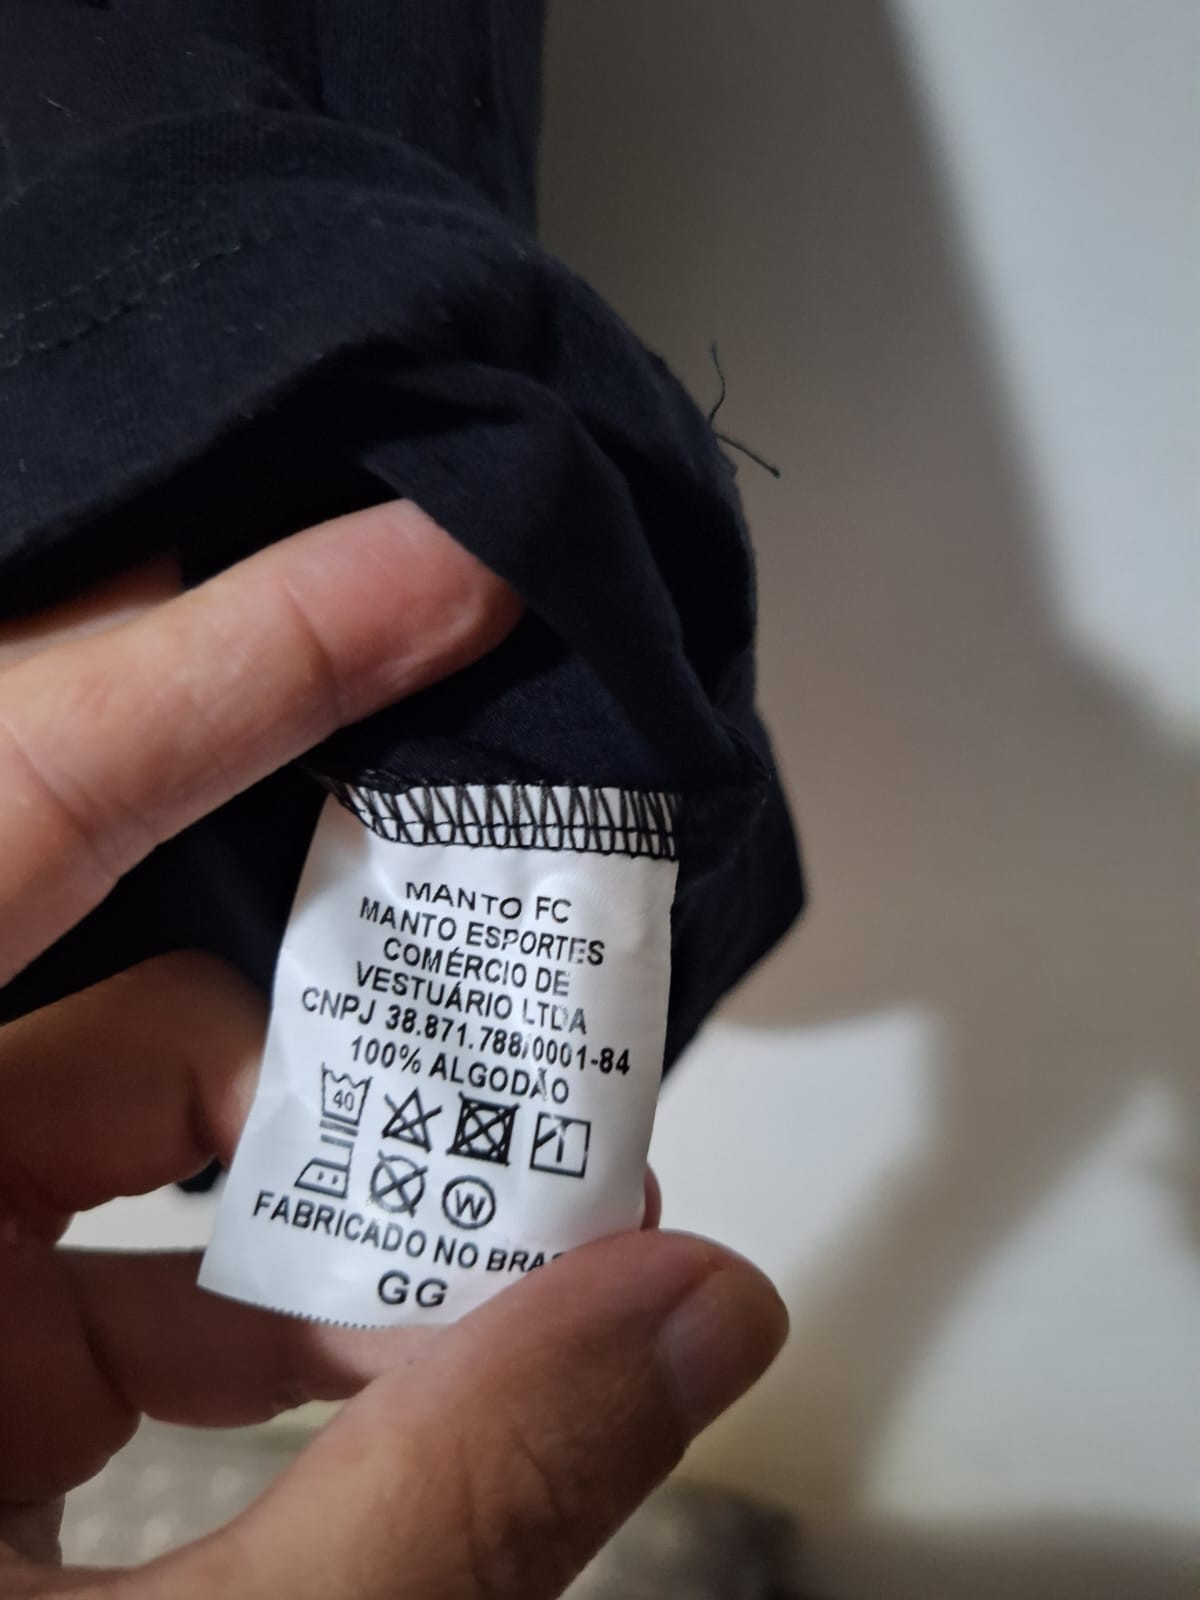 MANTO FC
MANTO ESPORTES
COMÉRCIO DE
VESTUÁRIO LTDA
CNPJ 38.871.788/0001-84
100% ALGODÃO
40
W
FABRICADO NO
GG